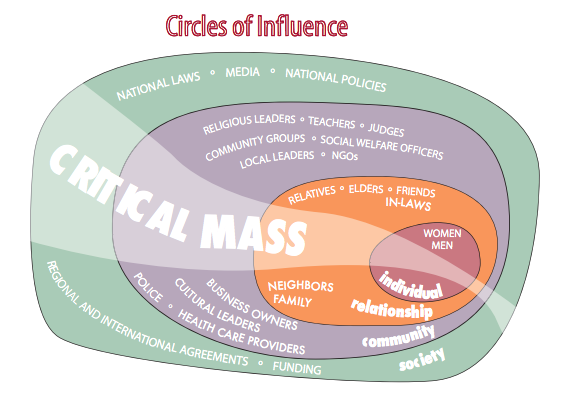 Circles of Influence
NATIONAL LAWS ° MEDIA ° NATIONAL POLICIES
RELIGIOUS LEADERS ° TEACHERS ° JUDGES
COMMUNITY GROUPS ° SOCIAL WELFARE OFFICERS
LOCAL LEADERS ° NGOs
CRITICAL MASS
RELATIVES ° ELDERS ° FRIENDS
IN-LAWS
WOMEN
MEN
individual
NEIGHBORS
FAMILY
relationship
BUSINESS OWNERS
CULTURAL LEADERS
POLICE ° HEALTH CARE PROVIDERS
community
REGIONAL AND INTERNATIONAL AGREEMENTS ° FUNDING
society